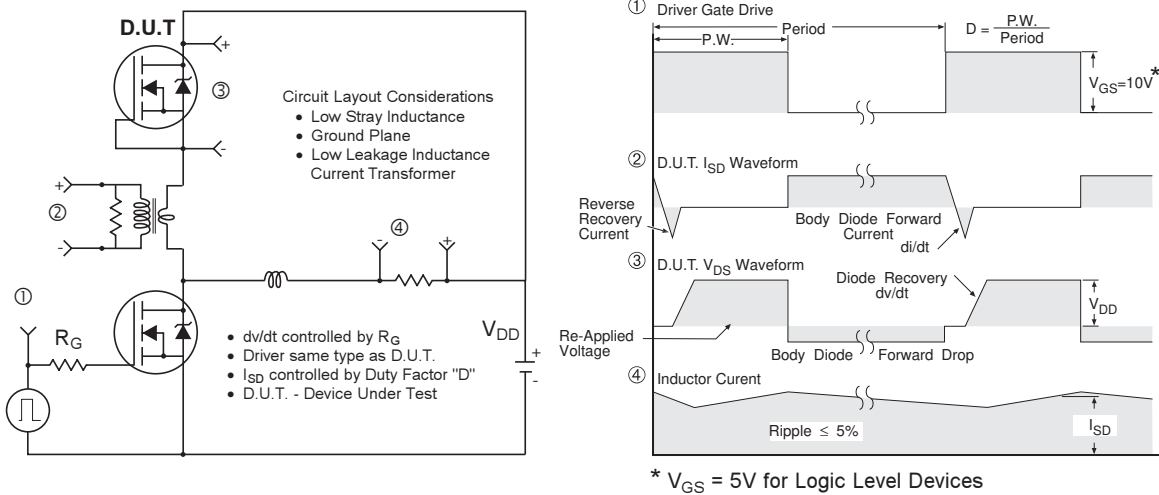 D.U.T
+
③
-
Circuit Layout Considerations
• Low Stray Inductance
• Ground Plane
• Low Leakage Inductance
Current Transformer
+
②
-
④
-
+
①
R_G
V_DD
+
-
• dv/dt controlled by R_G
• Driver same type as D.U.T.
• I_SD controlled by Duty Factor "D"
• D.U.T. - Device Under Test
① Driver Gate Drive
P.W.
Period
D = P.W. / Period
V_GS=10V *
② D.U.T. I_SD Waveform
Reverse
Recovery
Current
Body Diode Forward
Current
di/dt
③ D.U.T. V_DS Waveform
Diode Recovery
dv/dt
V_DD
Re-Applied
Voltage
Body Diode Forward Drop
④ Inductor Curent
Ripple ≤ 5%
I_SD
* V_GS = 5V for Logic Level Devices